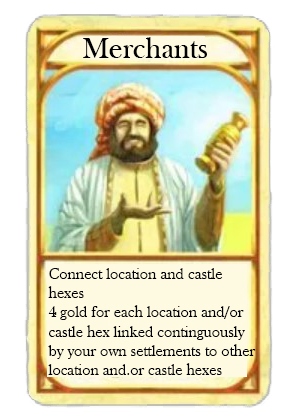 Merchants
Connect location and castle
hexes
4 gold for each location and/or
castle hex linked continguously
by your own settlements to other
location and.or castle hexes